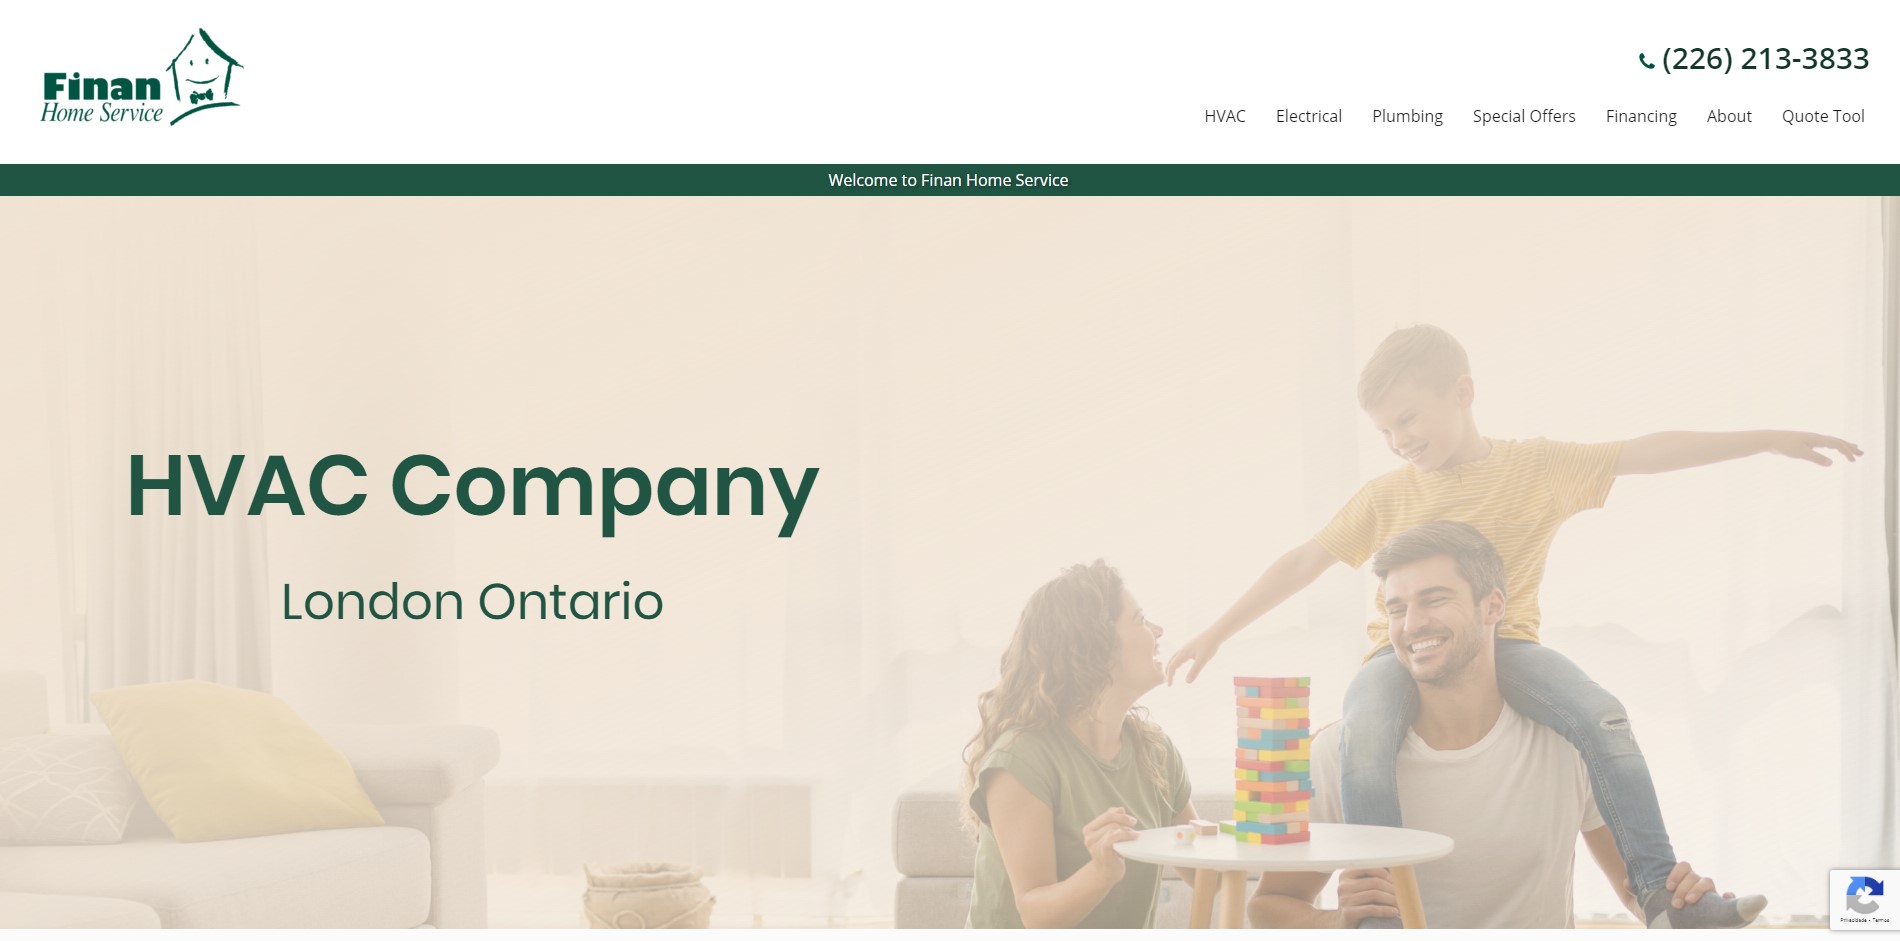 Finan
Home Service
(226) 213-3833
HVAC Electrical Plumbing Special Offers Financing About Quote Tool
Welcome to Finan Home Service
HVAC Company
London Ontario
Privacidade - Termos